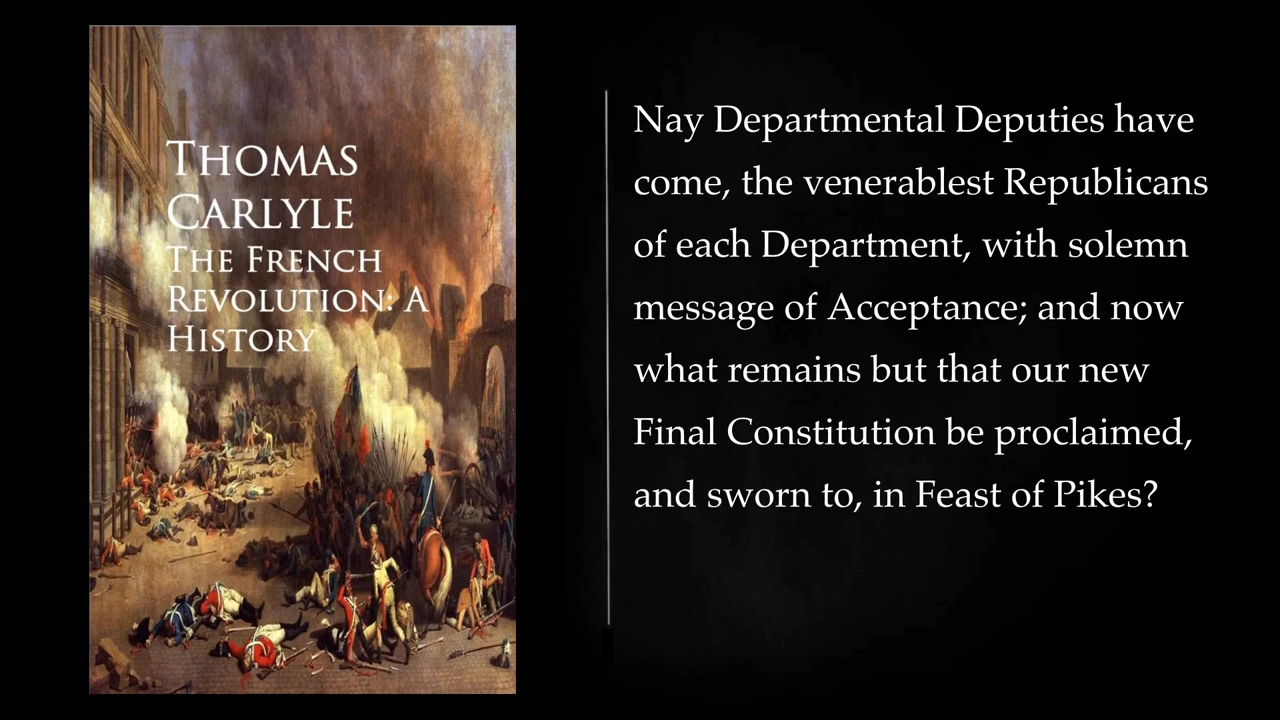 THOMAS
CARLYLE
THE FRENCH
REVOLUTION: A
HISTORY
Nay Departmental Deputies have
come, the venerablest Republicans
of each Department, with solemn
message of Acceptance; and now
what remains but that our new
Final Constitution be proclaimed,
and sworn to, in Feast of Pikes?